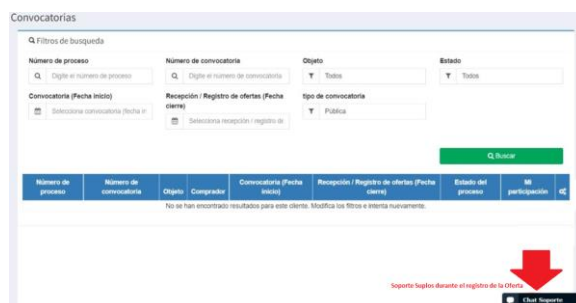 Convocatorias
Filtros de busqueda
Número de proceso Número de convocatoria Objeto Estado
Digite el número de proceso Digite el número de convocatoria Todos Todos
Convocatoria (Fecha inicio) Recepción / Registro de ofertas (Fecha cierre) tipo de convocatoria
Selecciona convocatoria (fecha in Selecciona recepción / registro de Pública
Buscar
Número de proceso Número de convocatoria Objeto Comprador Convocatoria (Fecha inicio) Recepción / Registro de ofertas (Fecha cierre) Estado del proceso Mi participación
No se han encontrado resultados para este cliente. Modifica los filtros e intenta nuevamente.
Soporte Suplos durante el registro de la Oferta
Chat Soporte